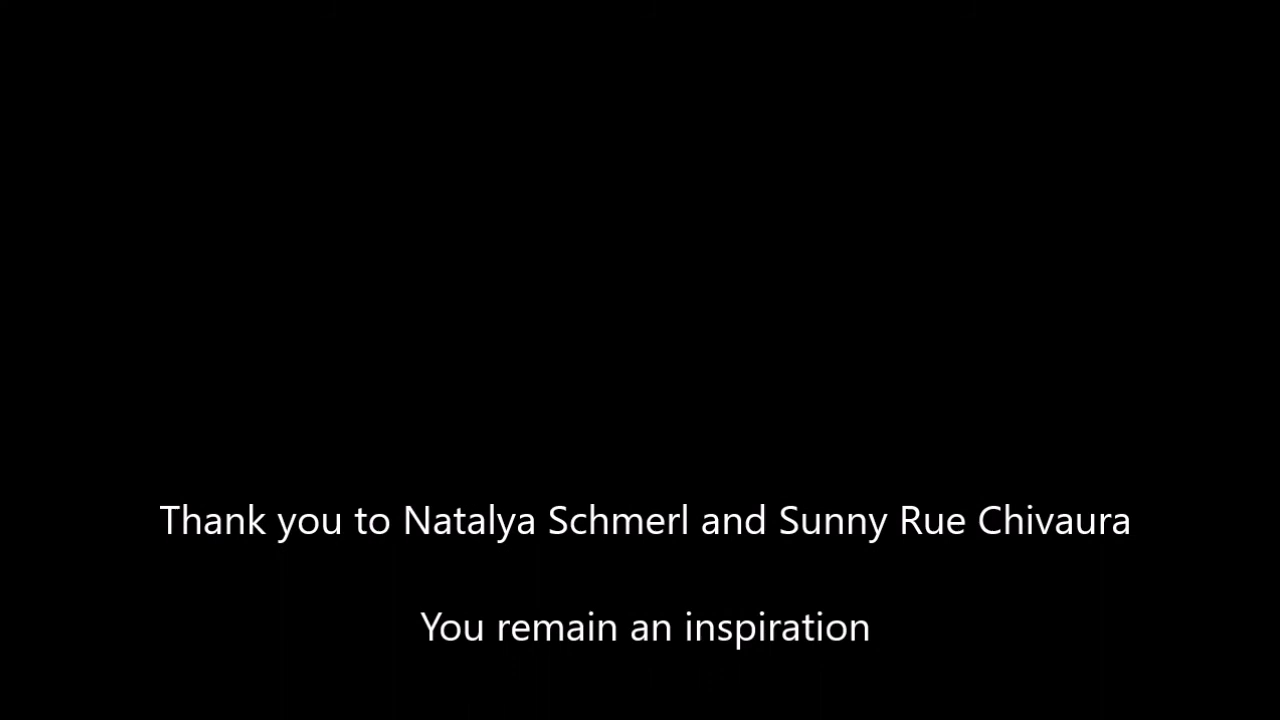 Thank you to Natalya Schmerl and Sunny Rue Chivaura
You remain an inspiration